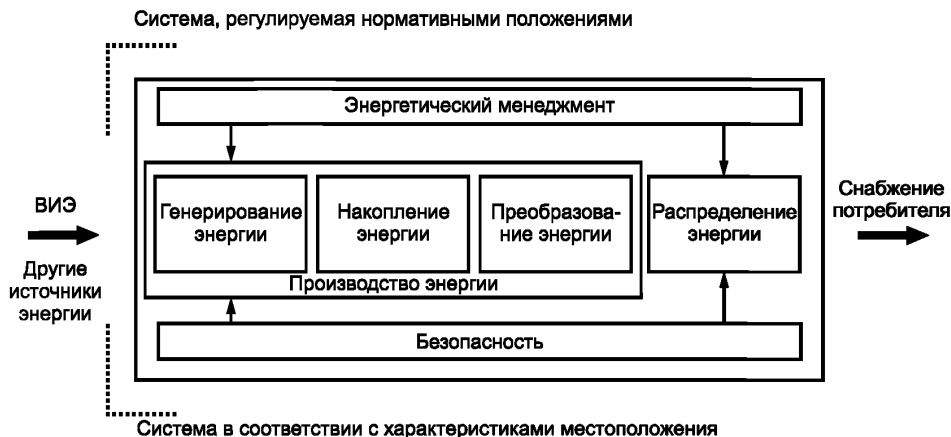 Система, регулируемая нормативными положениями
Энергетический менеджмент
ВИЭ
Другие
источники
энергии
Генерирование
энергии
Накопление
энергии
Преобразова-
ние энергии
Производство энергии
Распределение
энергии
Снабжение
потребителя
Безопасность
Система в соответствии с характеристиками местоположения